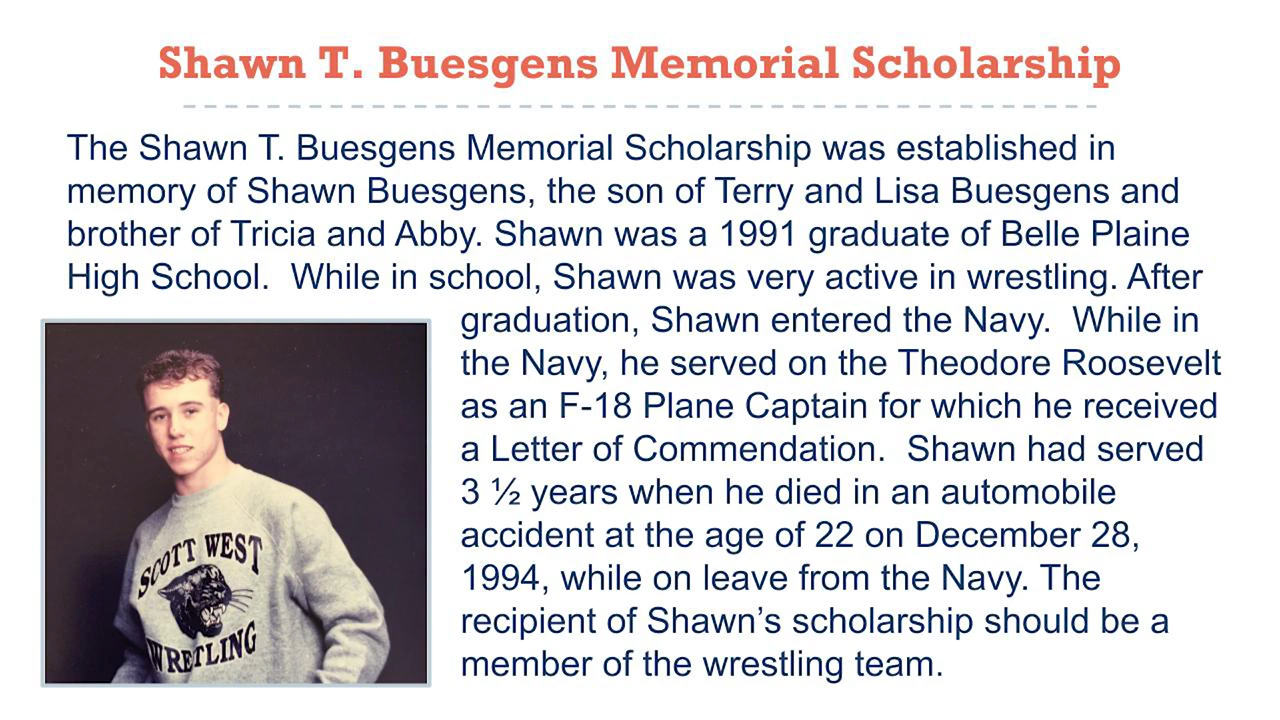 Shawn T. Buesgens Memorial Scholarship
The Shawn T. Buesgens Memorial Scholarship was established in
memory of Shawn Buesgens, the son of Terry and Lisa Buesgens and
brother of Tricia and Abby. Shawn was a 1991 graduate of Belle Plaine
High School.  While in school, Shawn was very active in wrestling. After
graduation, Shawn entered the Navy.  While in
the Navy, he served on the Theodore Roosevelt
as an F-18 Plane Captain for which he received
a Letter of Commendation.  Shawn had served
3 ½ years when he died in an automobile
accident at the age of 22 on December 28,
1994, while on leave from the Navy. The
recipient of Shawn’s scholarship should be a
member of the wrestling team.
SCOTT WEST
WRESTLING